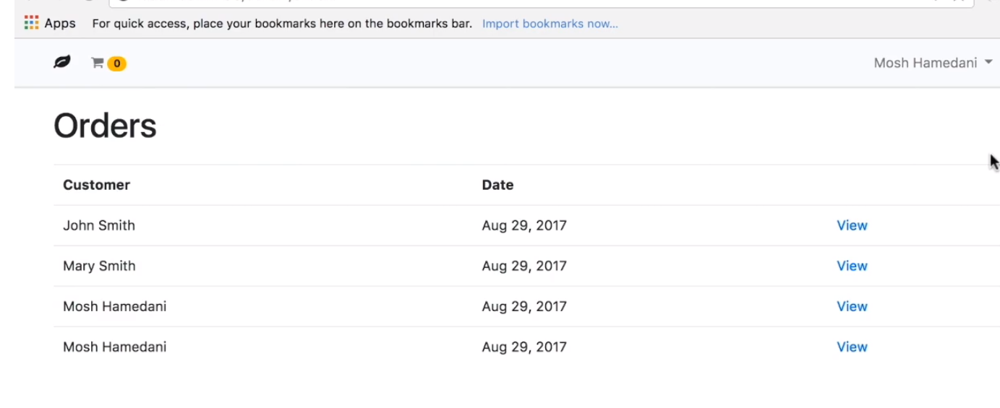 Apps For quick access, place your bookmarks here on the bookmarks bar. Import bookmarks now...
0 Mosh Hamedani
Orders
Customer Date
John Smith Aug 29, 2017 View
Mary Smith Aug 29, 2017 View
Mosh Hamedani Aug 29, 2017 View
Mosh Hamedani Aug 29, 2017 View